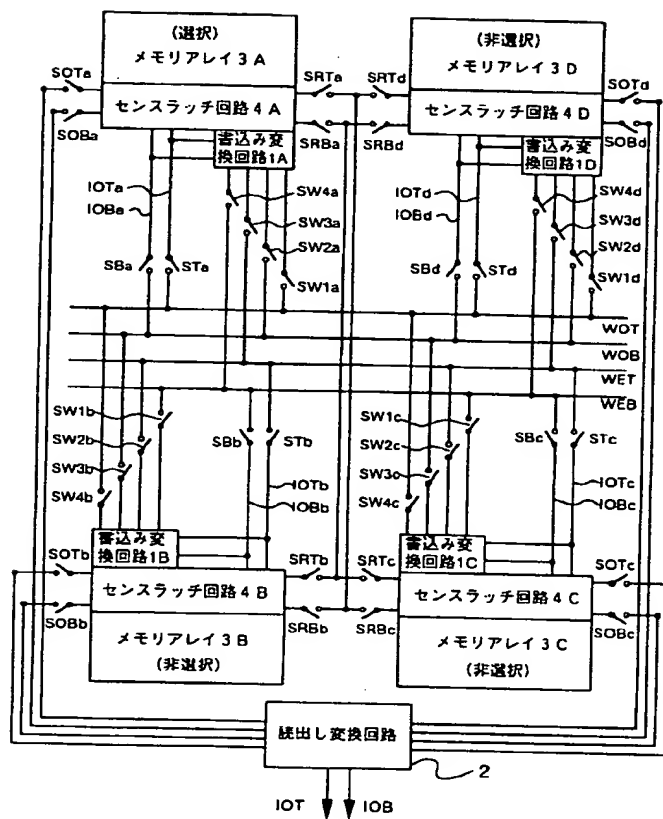 (選択)
メモリアレイ3A
センスラッチ回路4A
書込み変
換回路1A
SOTa
SOBa
SRTa
SRBa
IOTa
IOBa
SBa
STa
SW4a
SW3a
SW2a
SW1a
(非選択)
メモリアレイ3D
センスラッチ回路4D
書込み変
換回路1D
SRTd
SRBd
SOTd
SOBd
IOTd
IOBd
SBd
STd
SW4d
SW3d
SW2d
SW1d
WOT
WOB
WET
WEB
SW1b
SW2b
SW3b
SW4b
SBb
STb
IOTb
IOBb
書込み変
換回路1B
センスラッチ回路4B
メモリアレイ3B
(非選択)
SOTb
SOBb
SRTb
SRBb
SW1c
SW2c
SW3c
SW4c
SBc
STc
IOTc
IOBc
書込み変
換回路1C
センスラッチ回路4C
メモリアレイ3C
(非選択)
SRTc
SRBc
SOTc
SOBc
読出し変換回路
2
IOT
IOB